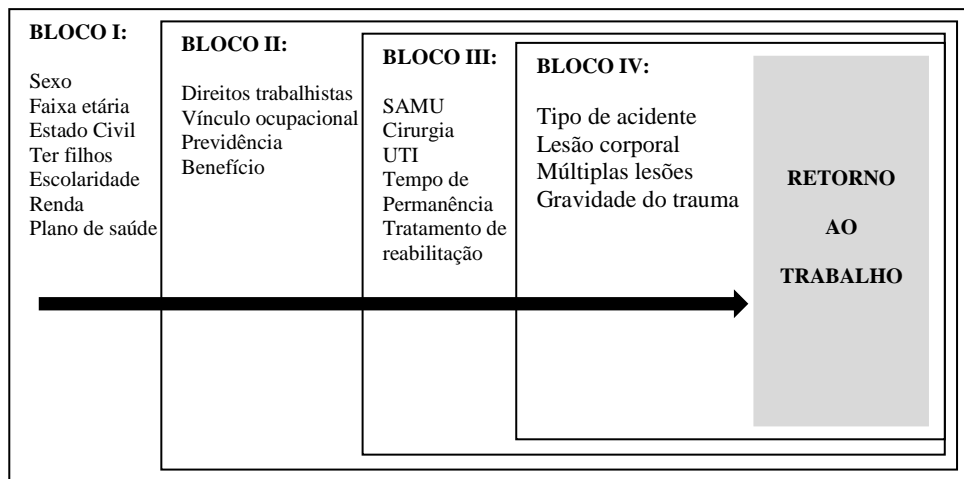 BLOCO I:
Sexo
Faixa etária
Estado Civil
Ter filhos
Escolaridade
Renda
Plano de saúde
BLOCO II:
Direitos trabalhistas
Vínculo ocupacional
Previdência
Benefício
BLOCO III:
SAMU
Cirurgia
UTI
Tempo de
Permanência
Tratamento de
reabilitação
BLOCO IV:
Tipo de acidente
Lesão corporal
Múltiplas lesões
Gravidade do trauma
RETORNO
AO
TRABALHO